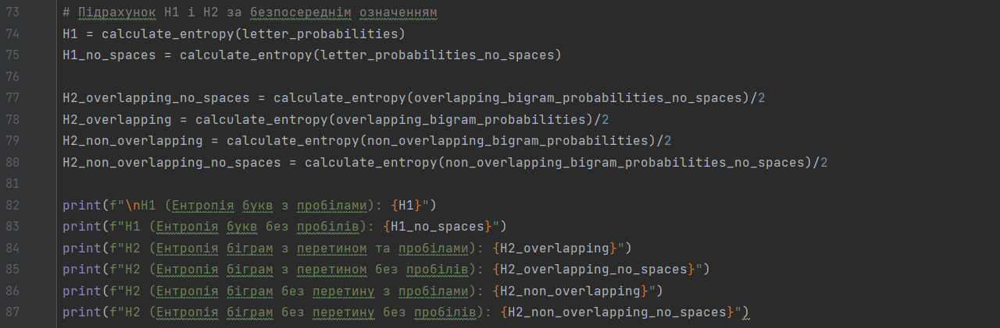 73 # Підрахунок H1 і H2 за безпосереднім означенням
74 H1 = calculate_entropy(letter_probabilities)
75 H1_no_spaces = calculate_entropy(letter_probabilities_no_spaces)
76
77 H2_overlapping_no_spaces = calculate_entropy(overlapping_bigram_probabilities_no_spaces)/2
78 H2_overlapping = calculate_entropy(overlapping_bigram_probabilities)/2
79 H2_non_overlapping = calculate_entropy(non_overlapping_bigram_probabilities)/2
80 H2_non_overlapping_no_spaces = calculate_entropy(non_overlapping_bigram_probabilities_no_spaces)/2
81
82 print(f"\nH1 (Ентропія букв з пробілами): {H1}")
83 print(f"H1 (Ентропія букв без пробілів): {H1_no_spaces}")
84 print(f"H2 (Ентропія біграм з перетином та пробілами): {H2_overlapping}")
85 print(f"H2 (Ентропія біграм з перетином без пробілів): {H2_overlapping_no_spaces}")
86 print(f"H2 (Ентропія біграм без перетину з пробілами): {H2_non_overlapping}")
87 print(f"H2 (Ентропія біграм без перетину без пробілів): {H2_non_overlapping_no_spaces}")